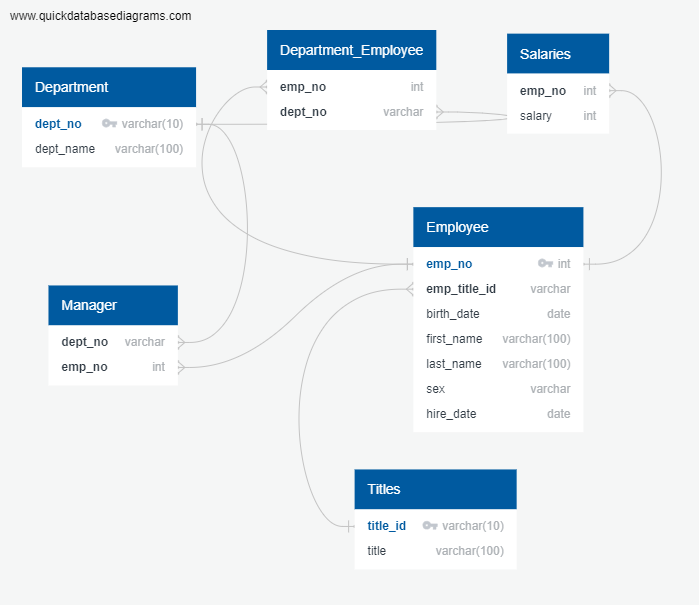 www.quickdatabasediagrams.com
Department
dept_no varchar(10)
dept_name varchar(100)
Department_Employee
emp_no int
dept_no varchar
Salaries
emp_no int
salary int
Employee
emp_no int
emp_title_id varchar
birth_date date
first_name varchar(100)
last_name varchar(100)
sex varchar
hire_date date
Manager
dept_no varchar
emp_no int
Titles
title_id varchar(10)
title varchar(100)